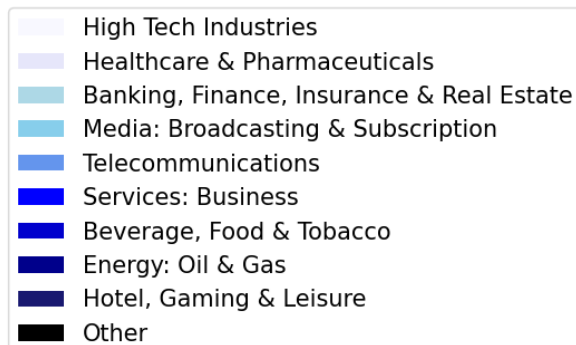 High Tech Industries
Healthcare & Pharmaceuticals
Banking, Finance, Insurance & Real Estate
Media: Broadcasting & Subscription
Telecommunications
Services: Business
Beverage, Food & Tobacco
Energy: Oil & Gas
Hotel, Gaming & Leisure
Other